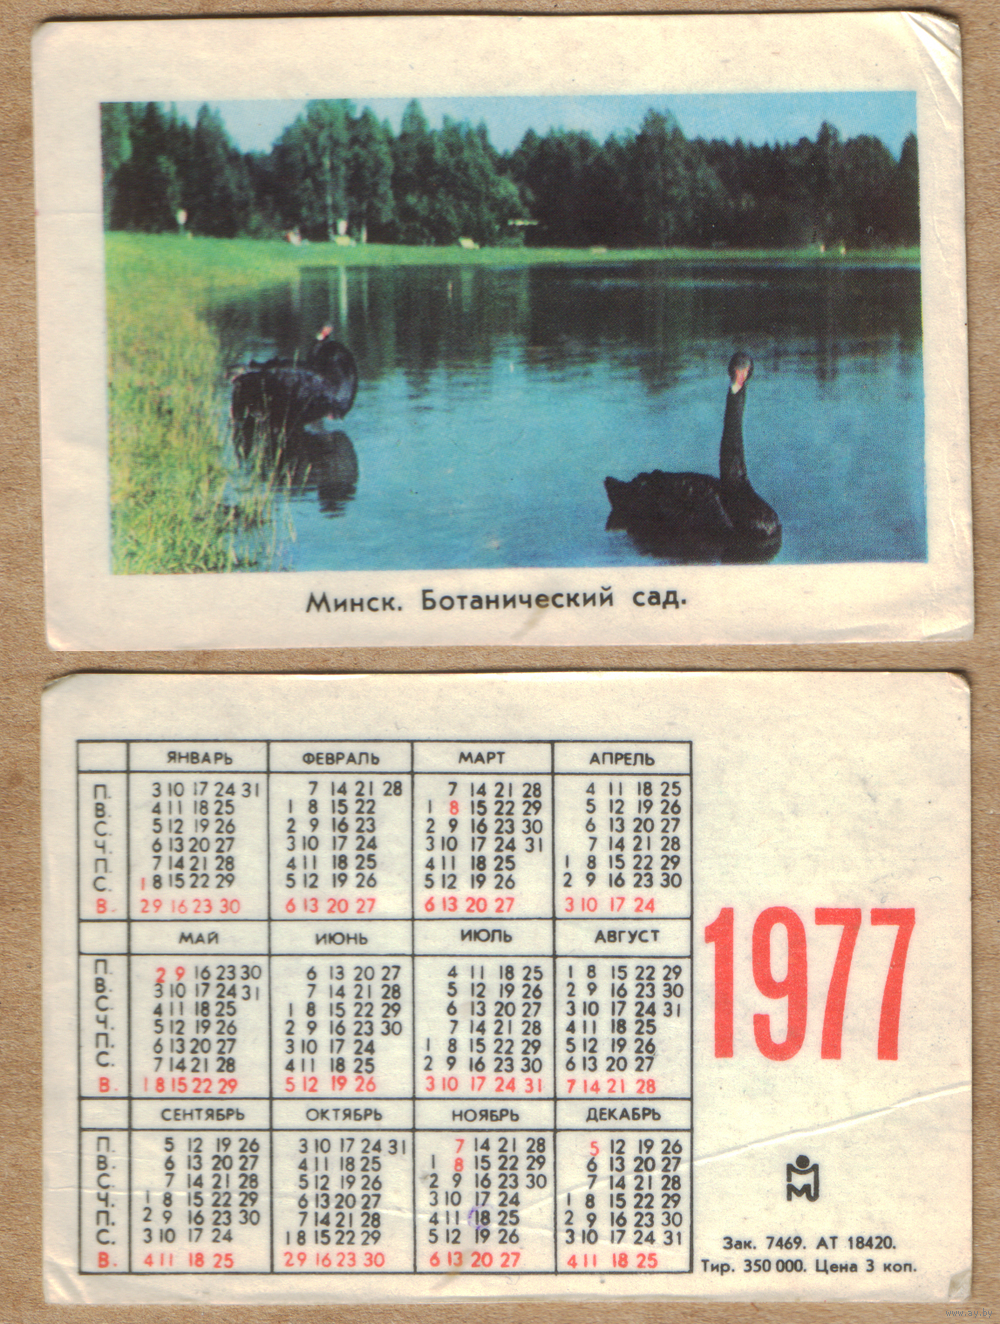 Минск. Ботанический сад.
ЯНВАРЬ ФЕВРАЛЬ МАРТ АПРЕЛЬ
П. 3 10 17 24 31 7 14 21 28 7 14 21 28 4 11 18 25
В. 4 11 18 25 1 8 15 22 1 8 15 22 29 5 12 19 26
С. 5 12 19 26 2 9 16 23 2 9 16 23 30 6 13 20 27
Ч. 6 13 20 27 3 10 17 24 3 10 17 24 31 7 14 21 28
П. 7 14 21 28 4 11 18 25 4 11 18 25 1 8 15 22 29
С. 1 8 15 22 29 5 12 19 26 5 12 19 26 2 9 16 23 30
В. 2 9 16 23 30 6 13 20 27 6 13 20 27 3 10 17 24
МАЙ ИЮНЬ ИЮЛЬ АВГУСТ
П. 2 9 16 23 30 6 13 20 27 4 11 18 25 1 8 15 22 29
В. 3 10 17 24 31 7 14 21 28 5 12 19 26 2 9 16 23 30
С. 4 11 18 25 1 8 15 22 29 6 13 20 27 3 10 17 24 31
Ч. 5 12 19 26 2 9 16 23 30 7 14 21 28 4 11 18 25
П. 6 13 20 27 3 10 17 24 1 8 15 22 29 5 12 19 26
С. 7 14 21 28 4 11 18 25 2 9 16 23 30 6 13 20 27
В. 1 8 15 22 29 5 12 19 26 3 10 17 24 31 7 14 21 28
СЕНТЯБРЬ ОКТЯБРЬ НОЯБРЬ ДЕКАБРЬ
П. 5 12 19 26 3 10 17 24 31 7 14 21 28 5 12 19 26
В. 6 13 20 27 4 11 18 25 1 8 15 22 29 6 13 20 27
С. 7 14 21 28 5 12 19 26 2 9 16 23 30 7 14 21 28
Ч. 1 8 15 22 29 6 13 20 27 3 10 17 24 1 8 15 22 29
П. 2 9 16 23 30 7 14 21 28 4 11 18 25 2 9 16 23 30
С. 3 10 17 24 1 8 15 22 29 5 12 19 26 3 10 17 24 31
В. 4 11 18 25 2 9 16 23 30 6 13 20 27 4 11 18 25
1977
Зак. 7469. АТ 18420.
Тир. 350 000. Цена 3 коп.
www.ay.by